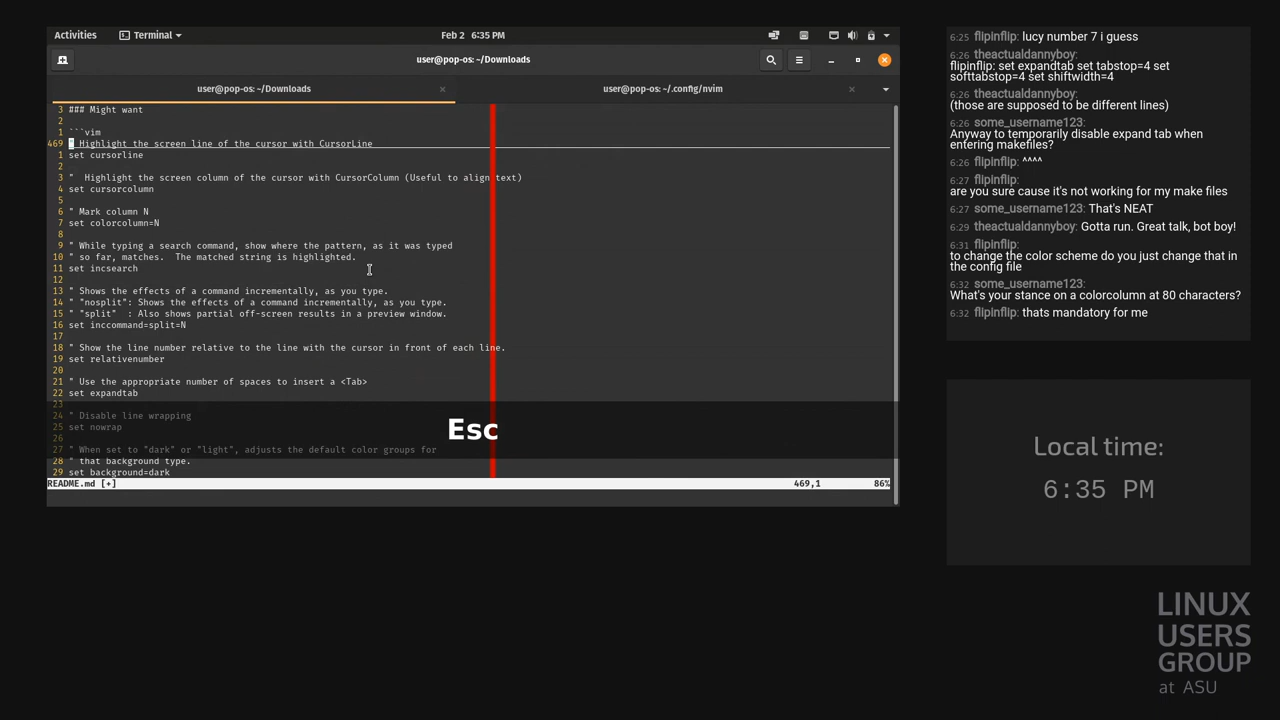 Activities
Terminal
Feb 2 6:35 PM
user@pop-os: ~/Downloads
user@pop-os: ~/Downloads
user@pop-os: ~/.config/nvim
3 ### Might want
2
1 ```vim
469 " Highlight the screen line of the cursor with CursorLine
1 set cursorline
2
3 "  Highlight the screen column of the cursor with CursorColumn (Useful to align text)
4 set cursorcolumn
5
6 " Mark column N
7 set colorcolumn=N
8
9 " While typing a search command, show where the pattern, as it was typed
10 " so far, matches.  The matched string is highlighted.
11 set incsearch
12
13 " Shows the effects of a command incrementally, as you type.
14 " "nosplit": Shows the effects of a command incrementally, as you type.
15 " "split"  : Also shows partial off-screen results in a preview window.
16 set inccommand=split=N
17
18 " Show the line number relative to the line with the cursor in front of each line.
19 set relativenumber
20
21 " Use the appropriate number of spaces to insert a <Tab>
22 set expandtab
23
24 " Disable line wrapping
25 set nowrap
26
27 " When set to "dark" or "light", adjusts the default color groups for
28 " that background type.
29 set background=dark
README.md [+] 469,1 86%
Esc
6:25 flipinflip: lucy number 7 i guess
6:26 theactualdannyboy:
flipinflip: set expandtab set tabstop=4 set
softtabstop=4 set shiftwidth=4
6:26 theactualdannyboy:
(those are supposed to be different lines)
6:26 some_username123:
Anyway to temporarily disable expand tab when
entering makefiles?
6:26 flipinflip: ^^^^
6:27 flipinflip:
are you sure cause it's not working for my make files
6:27 some_username123: That's NEAT
6:29 theactualdannyboy: Gotta run. Great talk, bot boy!
6:31 flipinflip:
to change the color scheme do you just change that in
the config file
6:32 some_username123:
What's your stance on a colorcolumn at 80 characters?
6:32 flipinflip: thats mandatory for me
Local time:
6:35 PM
LINUX
USERS
GROUP
at ASU